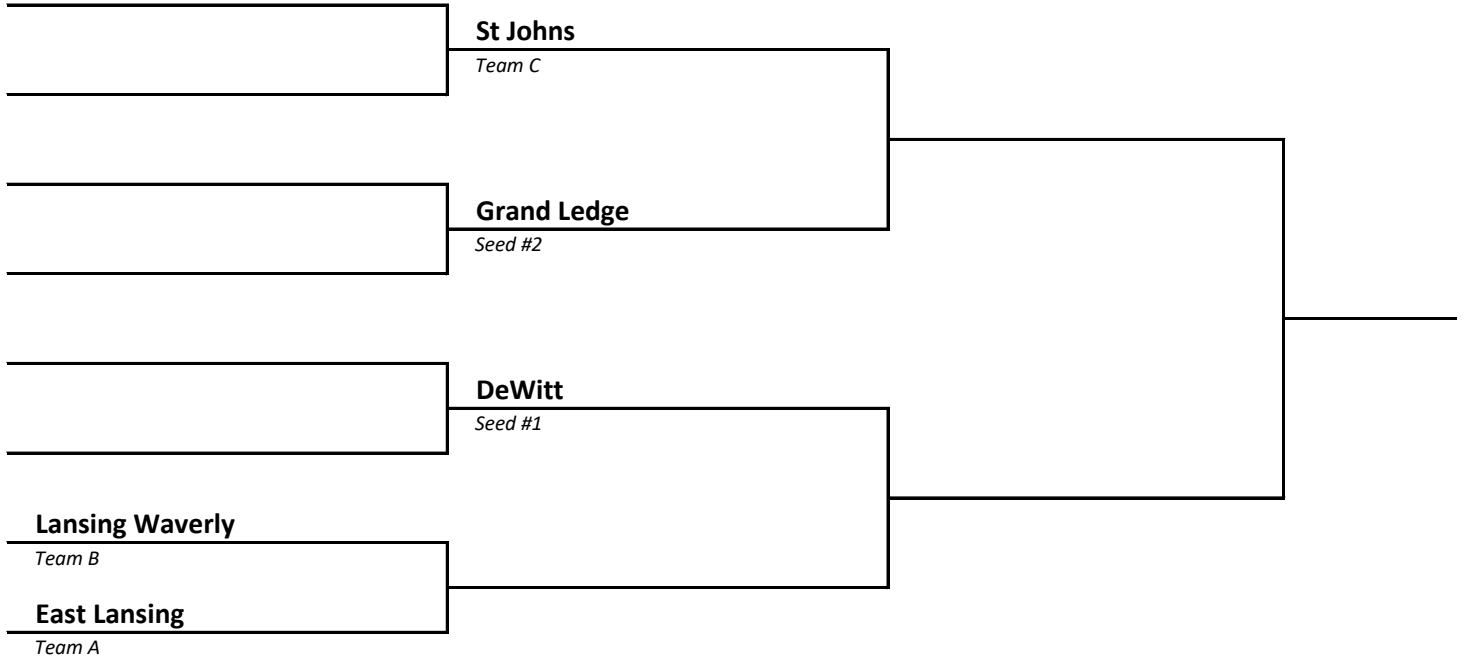 St Johns
Team C
Grand Ledge
Seed #2
DeWitt
Seed #1
Lansing Waverly
Team B
East Lansing
Team A